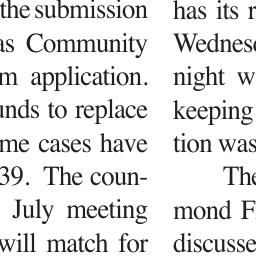 the submission
as Community
m application.
unds to replace
me cases have
39. The coun-
July meeting
will match for
has its
Wednes
night w
keeping
tion was
The
mond F
discusse